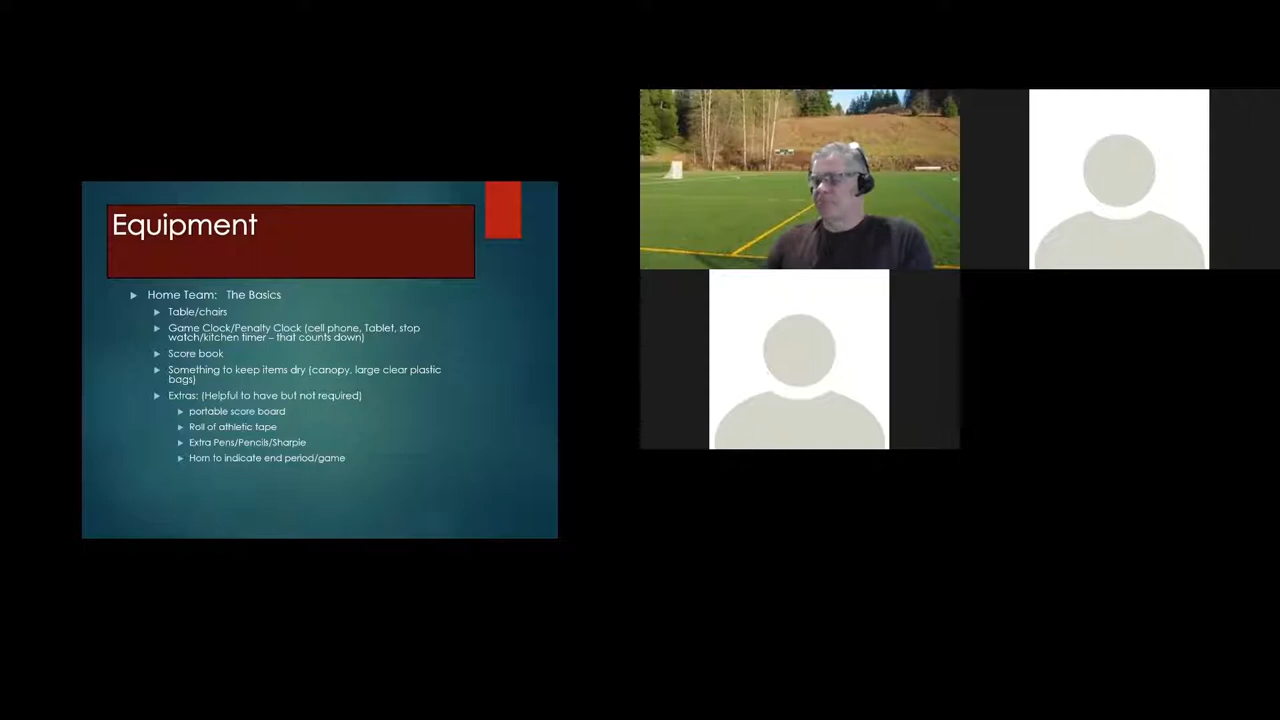 Equipment
Home Team: The Basics
Table/chairs
Game Clock/Penalty Clock (cell phone, Tablet, stop
watch/kitchen timer – that counts down)
Score book
Something to keep items dry (canopy, large clear plastic
bags)
Extras: (Helpful to have but not required)
portable score board
Roll of athletic tape
Extra Pens/Pencils/Sharpie
Horn to indicate end period/game